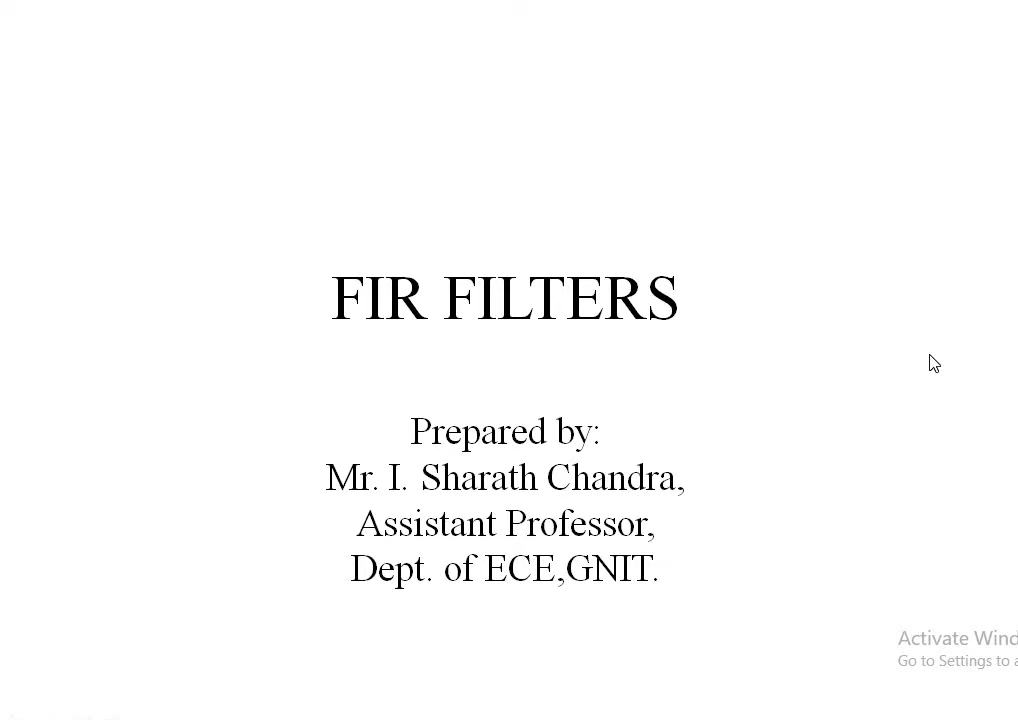 FIR FILTERS
Prepared by:
Mr. I. Sharath Chandra,
Assistant Professor,
Dept. of ECE,GNIT.
Activate Wind
Go to Settings to a